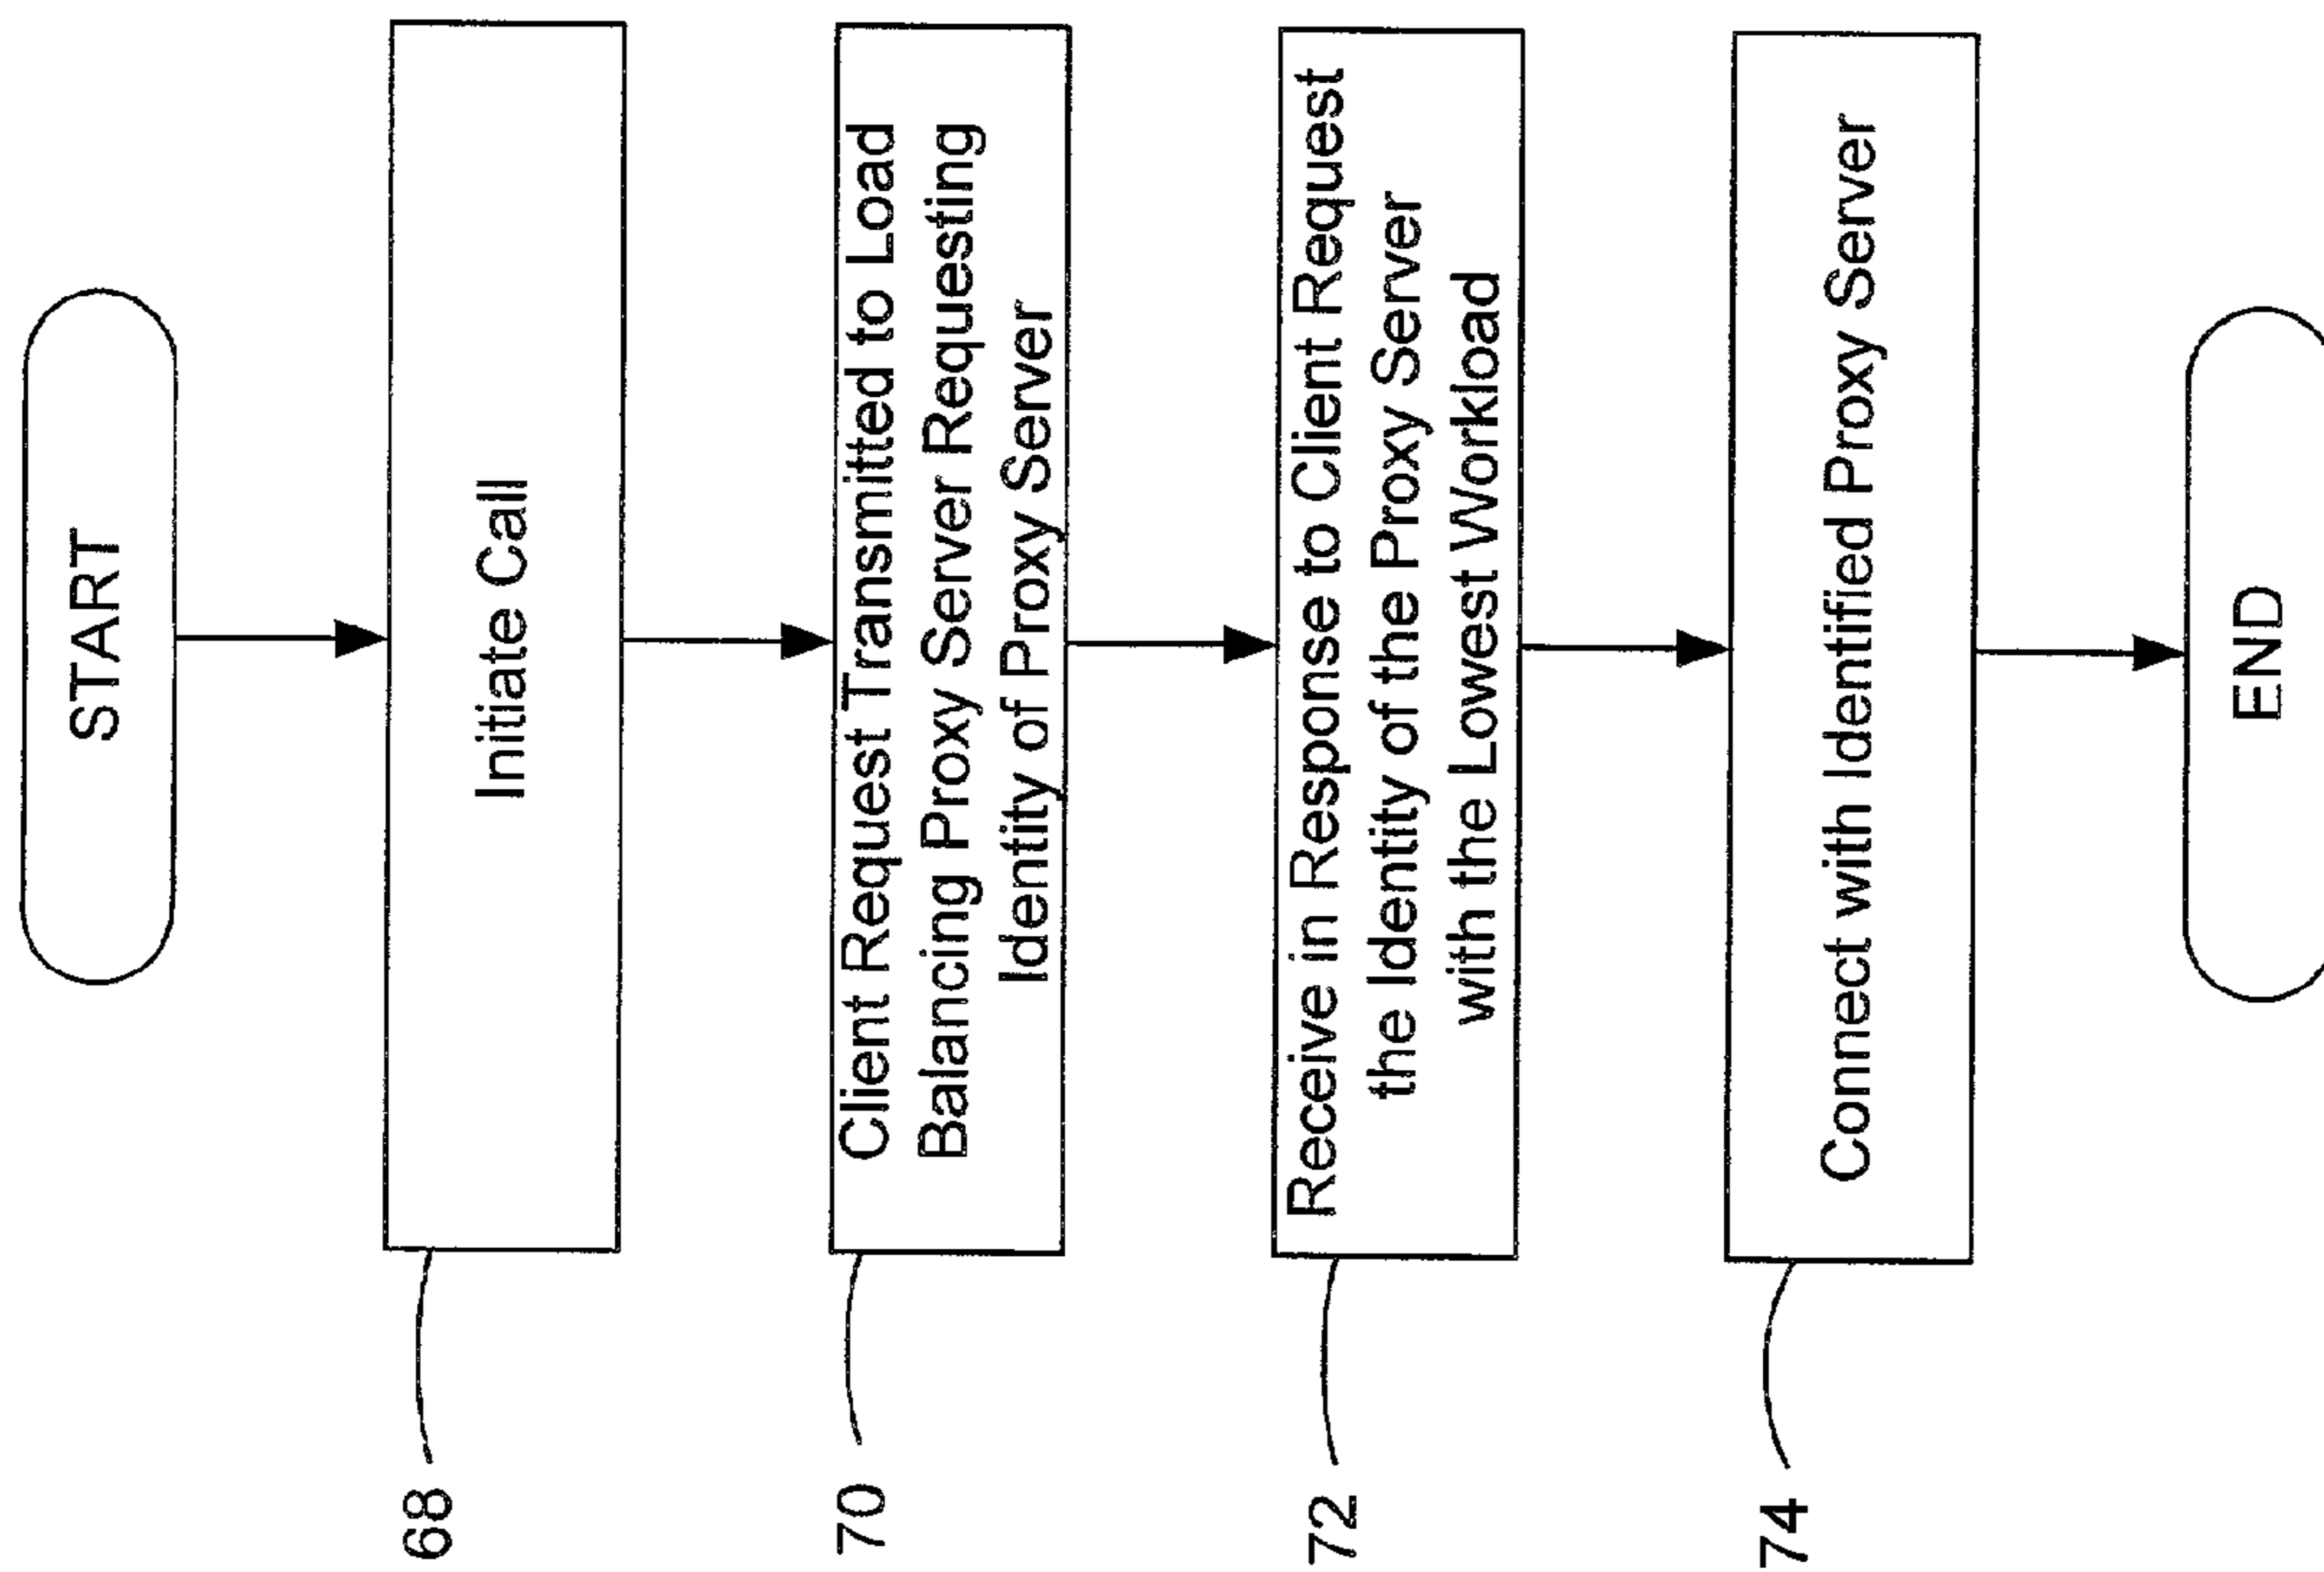 START
68
Initiate Call
70
Client Request Transmitted to Load
Balancing Proxy Server Requesting
Identity of Proxy Server
72
Receive in Response to Client Request
the Identity of the Proxy Server
with the Lowest Workload
74
Connect with Identified Proxy Server
END